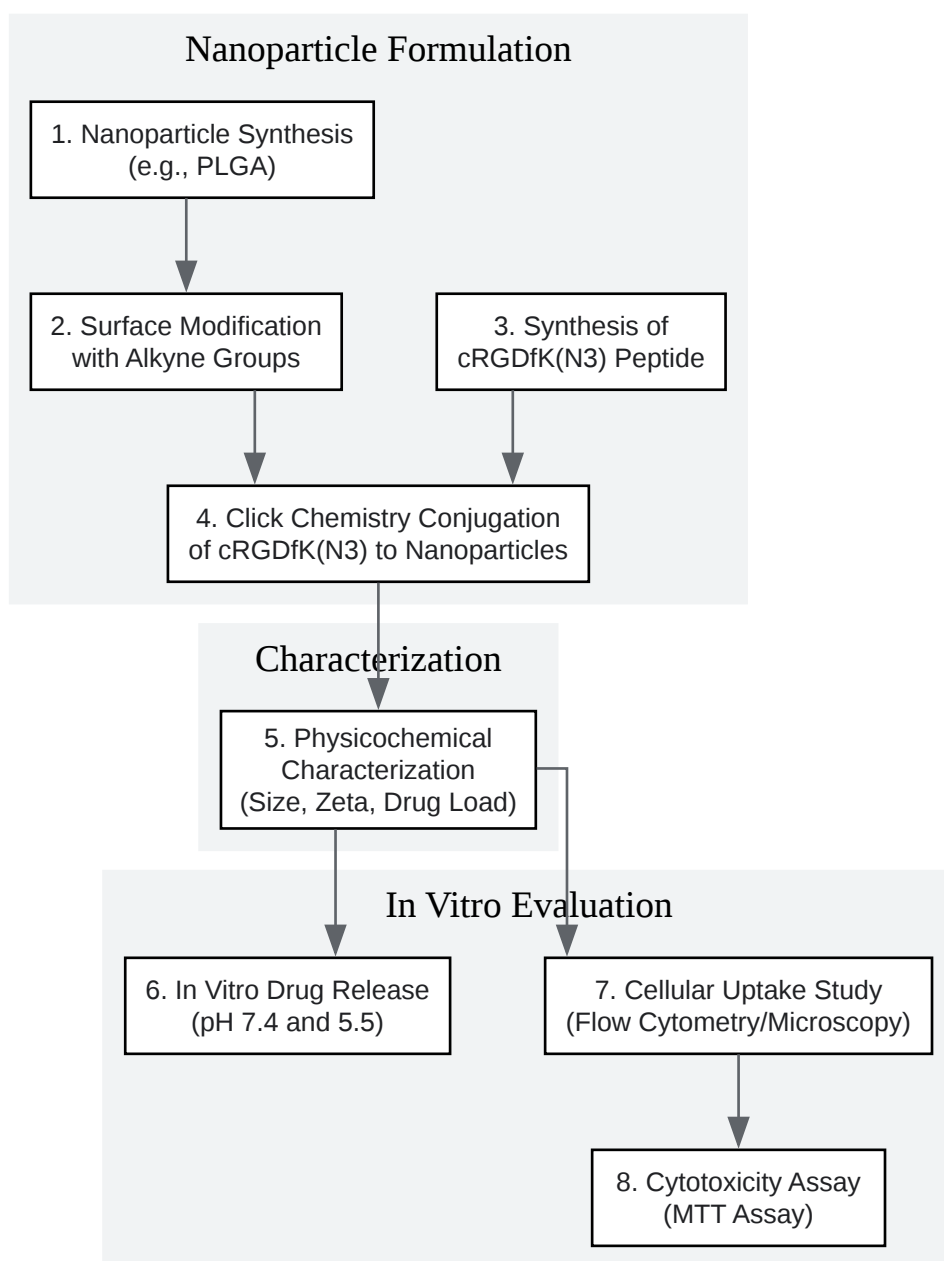 Nanoparticle Formulation
1. Nanoparticle Synthesis
(e.g., PLGA)
2. Surface Modification
with Alkyne Groups
3. Synthesis of
cRGDfK(N3) Peptide
4. Click Chemistry Conjugation
of cRGDfK(N3) to Nanoparticles
Characterization
5. Physicochemical
Characterization
(Size, Zeta, Drug Load)
In Vitro Evaluation
6. In Vitro Drug Release
(pH 7.4 and 5.5)
7. Cellular Uptake Study
(Flow Cytometry/Microscopy)
8. Cytotoxicity Assay
(MTT Assay)